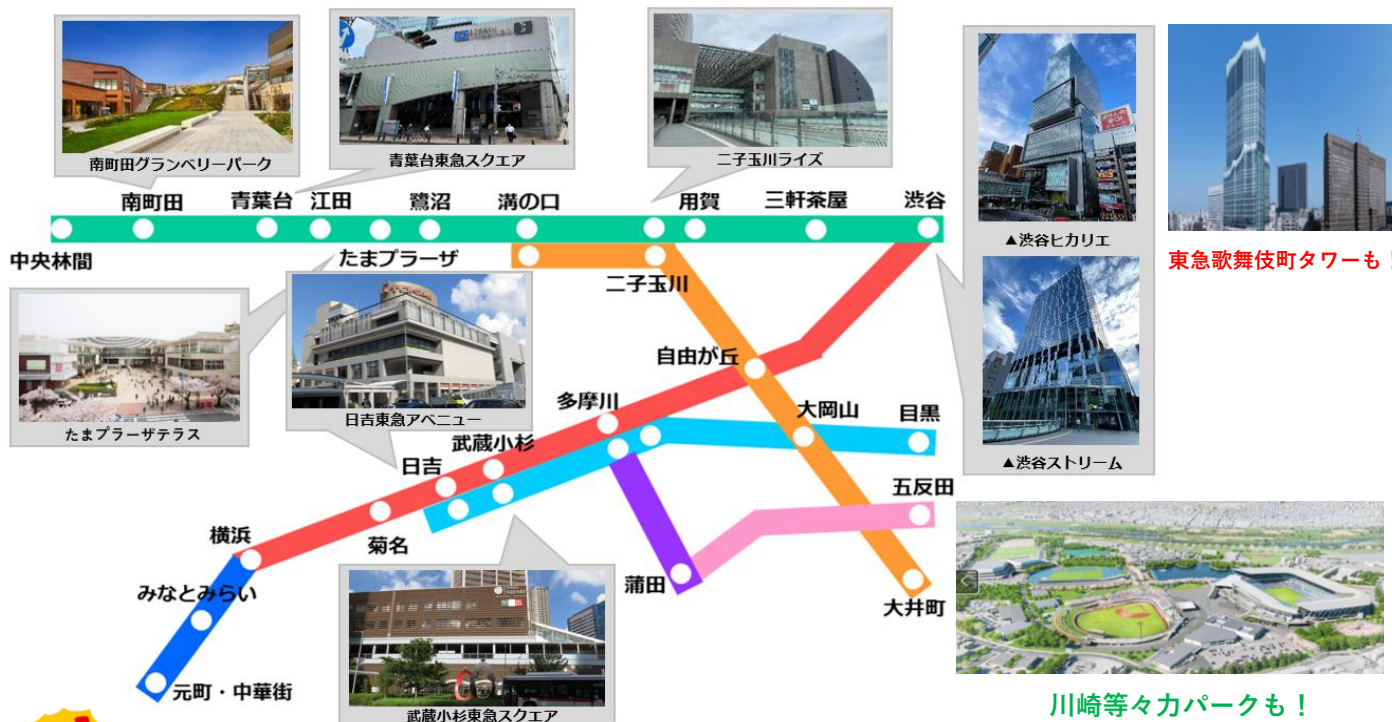 南町田グランベリーパーク
青葉台東急スクエア
二子玉川ライズ
▲渋谷ヒカリエ
東急歌舞伎町タワーも！
▲渋谷ストリーム
南町田
青葉台
江田
鷺沼
溝の口
用賀
三軒茶屋
渋谷
中央林間
たまプラーザ
二子玉川
たまプラーザテラス
日吉東急アベニュー
自由が丘
多摩川
大岡山
目黒
武蔵小杉
日吉
五反田
横浜
菊名
みなとみらい
蒲田
大井町
元町・中華街
武蔵小杉東急スクエア
川崎等々力パークも！